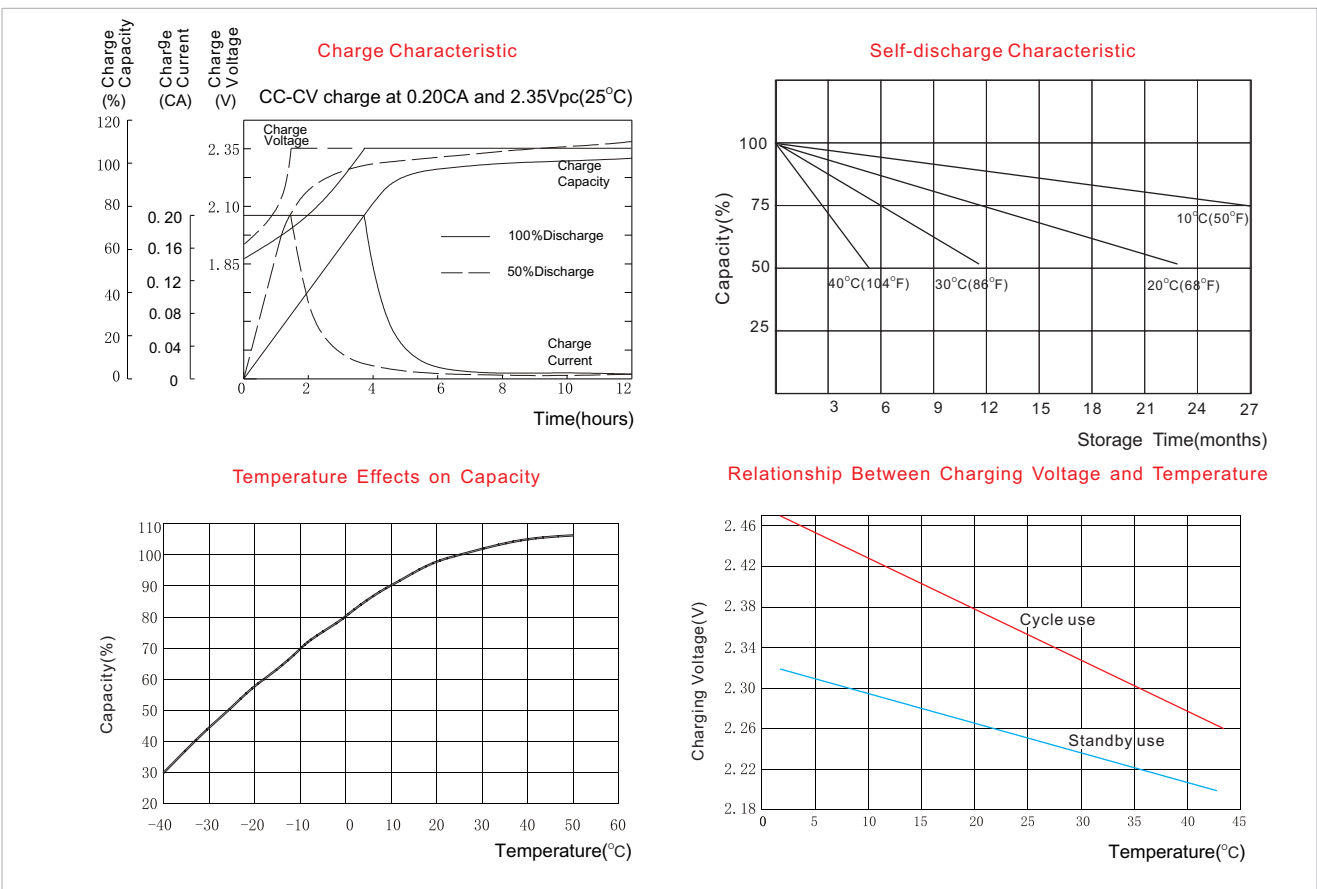 Charge Characteristic
Charge Capacity
(%)
Charge Current
(CA)
Charge Voltage
(V)
CC-CV charge at 0.20CA and 2.35Vpc(25°C)
120
100
80
60
40
20
0
0. 20
0. 16
0. 12
0. 08
0. 04
0
2.35
2.10
1.85
Charge
Voltage
Charge
Capacity
100%Discharge
50%Discharge
Charge
Current
0 2 4 6 8 10 12
Time(hours)
Self-discharge Characteristic
Capacity(%)
100
75
50
25
10°C(50°F)
40°C(104°F) 30°C(86°F) 20°C(68°F)
3 6 9 12 15 18 21 24 27
Storage Time(months)
Temperature Effects on Capacity
Capacity(%)
110
100
90
80
70
60
50
40
30
20
-40 -30 -20 -10 0 10 20 30 40 50 60
Temperature(°C)
Relationship Between Charging Voltage and Temperature
Charging Voltage(V)
2. 46
2. 42
2. 38
2. 34
2. 30
2. 26
2. 22
2. 18
Cycle use
Standby use
0 5 10 15 20 25 30 35 40 45
Temperature(°C)